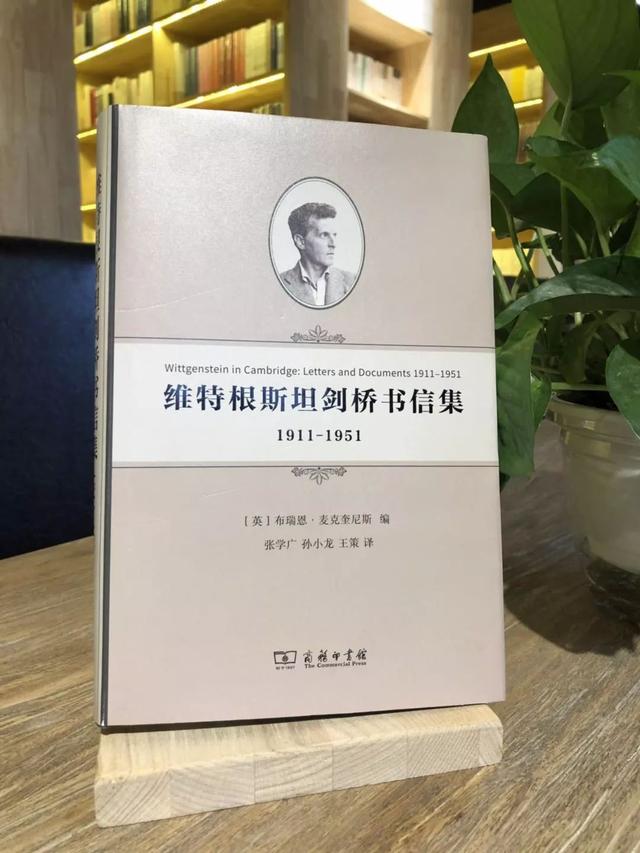 Wittgenstein in Cambridge: Letters and Documents 1911–1951
维特根斯坦剑桥书信集
1911–1951
［英］布瑞恩·麦克奎尼斯 编
张学广 孙小龙 王策 译
商务印书馆
The Commercial Press